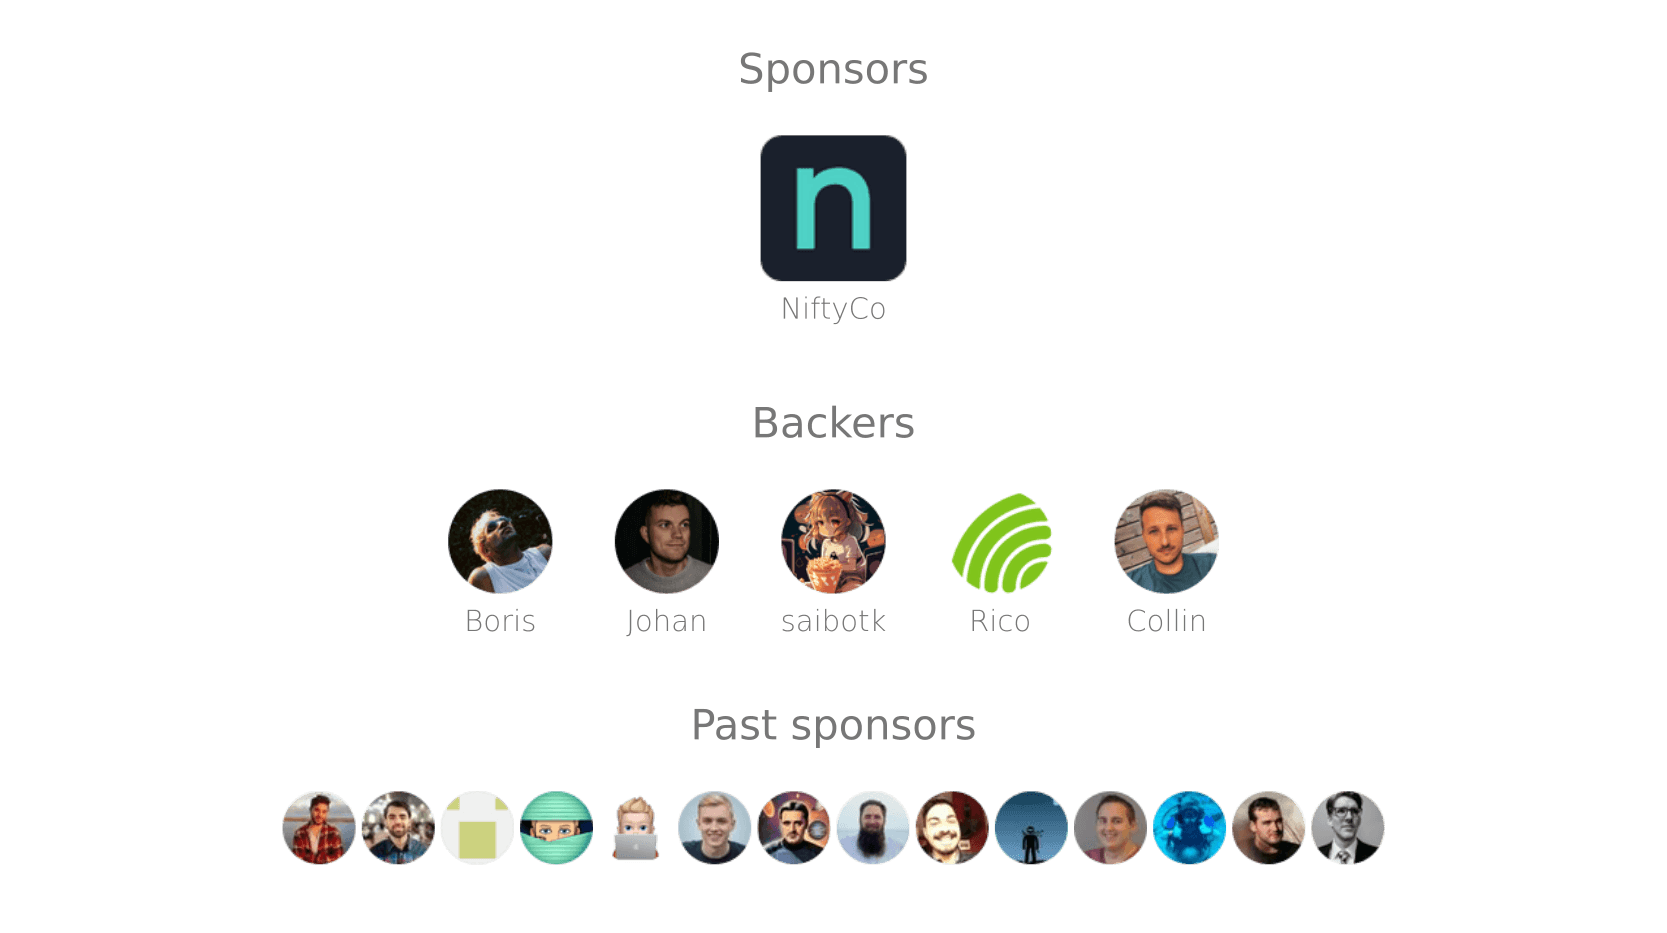 Sponsors
n
NiftyCo
Backers
Boris Johan saibotk Rico Collin
Past sponsors